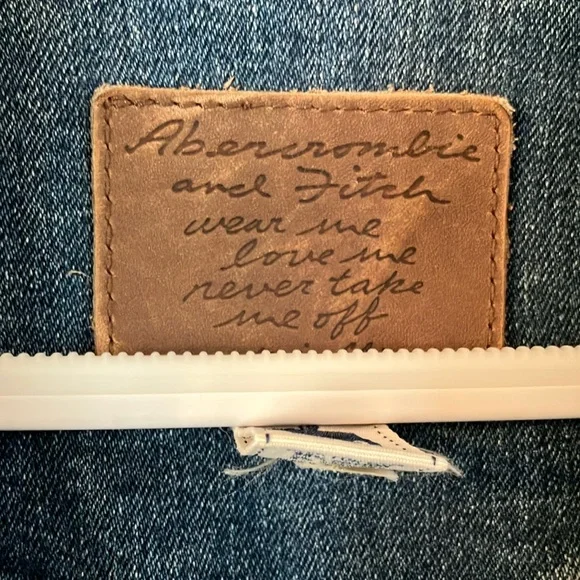 Abercrombie
and Fitch
wear me
love me
never take
me off